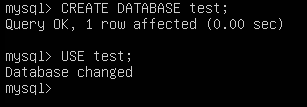 mysql> CREATE DATABASE test;
Query OK, 1 row affected (0.00 sec)
mysql> USE test;
Database changed
mysql>